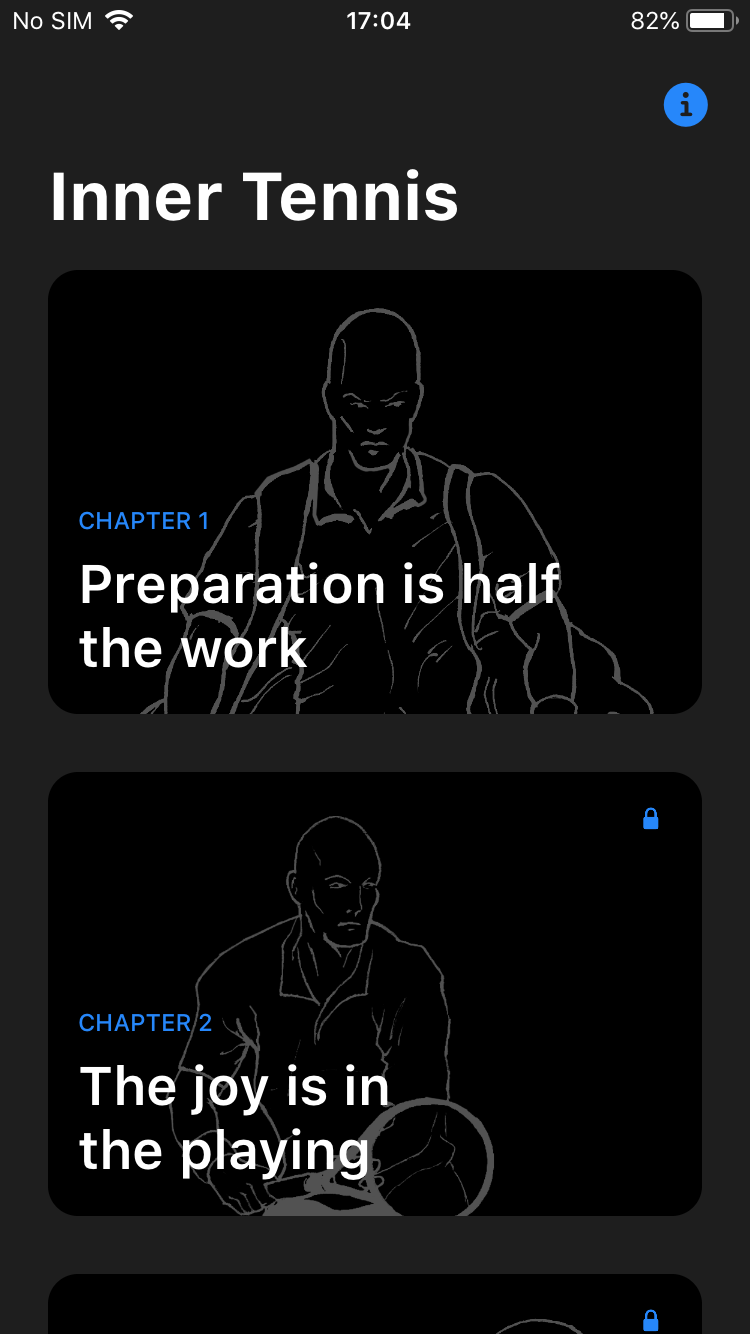 No SIM 17:04 82%
Inner Tennis
CHAPTER 1
Preparation is half
the work
CHAPTER 2
The joy is in
the playing